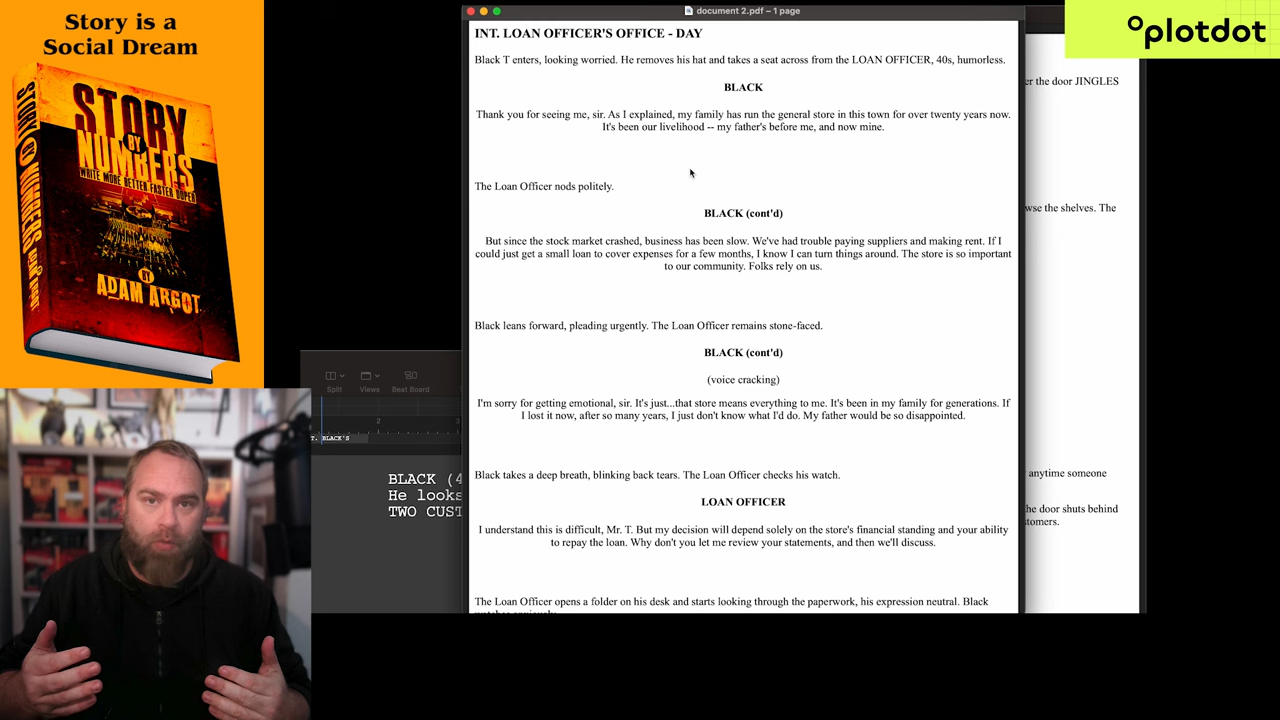 Story is a
Social Dream
STORY
BY
NUMBERS
WRITE MORE BETTER FASTER DOPER
BY
ADAM ARGOT
STORY BY NUMBERS
plotdot
document 2.pdf – 1 page
INT. LOAN OFFICER'S OFFICE - DAY
Black T enters, looking worried. He removes his hat and takes a seat across from the LOAN OFFICER, 40s, humorless.
BLACK
Thank you for seeing me, sir. As I explained, my family has run the general store in this town for over twenty years now.
It's been our livelihood -- my father's before me, and now mine.
The Loan Officer nods politely.
BLACK (cont'd)
But since the stock market crashed, business has been slow. We've had trouble paying suppliers and making rent. If I
could just get a small loan to cover expenses for a few months, I know I can turn things around. The store is so important
to our community. Folks rely on us.
Black leans forward, pleading urgently. The Loan Officer remains stone-faced.
BLACK (cont'd)
(voice cracking)
I'm sorry for getting emotional, sir. It's just...that store means everything to me. It's been in my family for generations. If
I lost it now, after so many years, I just don't know what I'd do. My father would be so disappointed.
Black takes a deep breath, blinking back tears. The Loan Officer checks his watch.
LOAN OFFICER
I understand this is difficult, Mr. T. But my decision will depend solely on the store's financial standing and your ability
to repay the loan. Why don't you let me review your statements, and then we'll discuss.
The Loan Officer opens a folder on his desk and starts looking through the paperwork, his expression neutral. Black
er the door JINGLES
wse the shelves. The
anytime someone
the door shuts behind
tomers.
Split
Views
Beat Board
2
3
T. BLACK'S
BLACK (4
He looks
TWO CUST